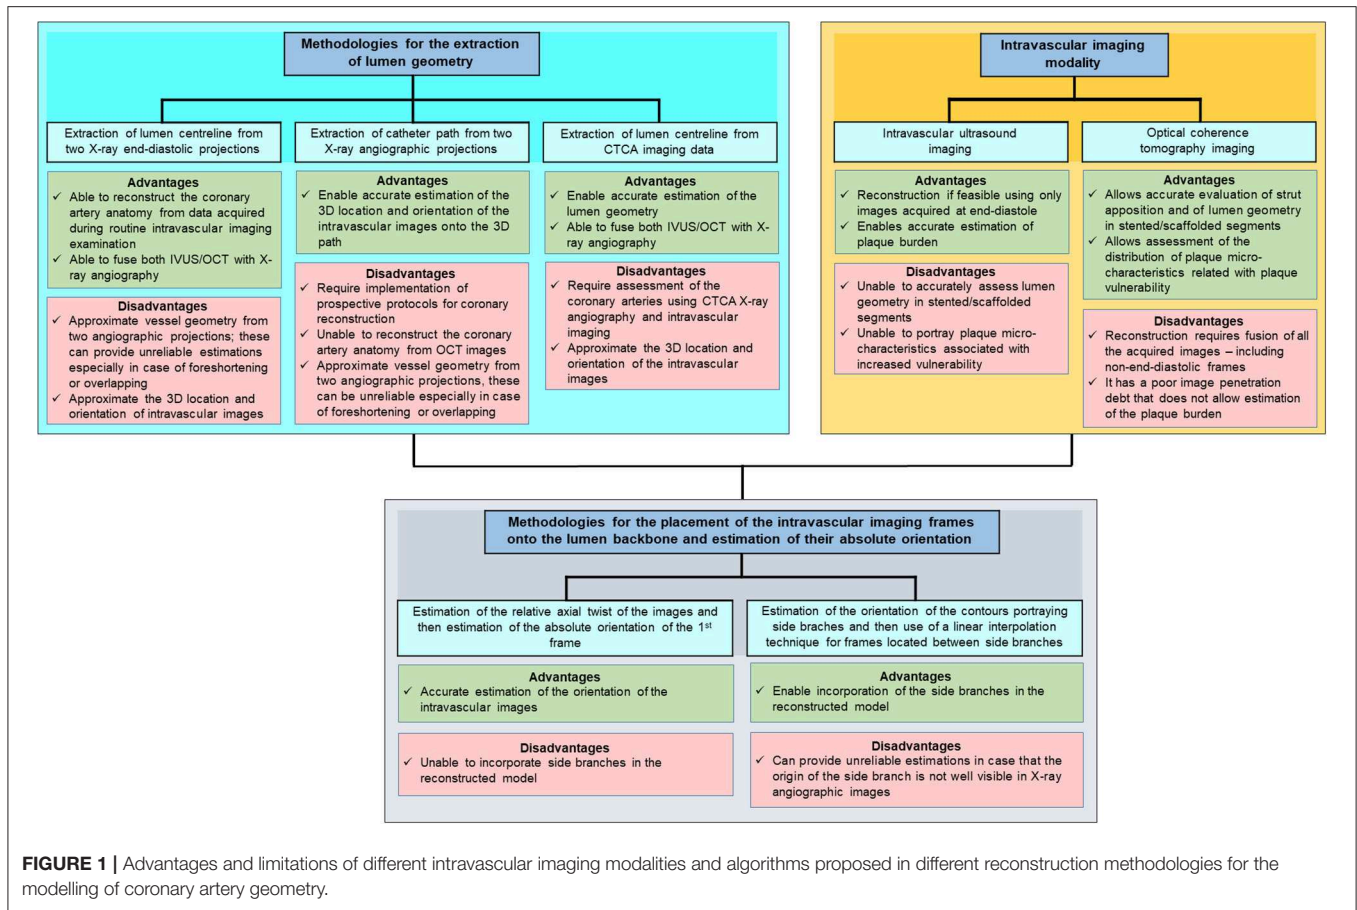 Methodologies for the extraction
of lumen geometry
Extraction of lumen centreline from
two X-ray end-diastolic projections
Advantages
✓ Able to reconstruct the coronary
artery anatomy from data acquired
during routine intravascular imaging
examination
✓ Able to fuse both IVUS/OCT with X-
ray angiography
Disadvantages
✓ Approximate vessel geometry from
two angiographic projections; these
can provide unreliable estimations
especially in case of foreshortening
or overlapping
✓ Approximate the 3D location and
orientation of intravascular images
Extraction of catheter path from two
X-ray angiographic projections
Advantages
✓ Enable accurate estimation of the
3D location and orientation of the
intravascular images onto the 3D
path
Disadvantages
✓ Require implementation of
prospective protocols for coronary
reconstruction
✓ Unable to reconstruct the coronary
artery anatomy from OCT images
✓ Approximate vessel geometry from
two angiographic projections, these
can be unreliable especially in case
of foreshortening or overlapping
Extraction of lumen centreline from
CTCA imaging data
Advantages
✓ Enable accurate estimation of the
lumen geometry
✓ Able to fuse both IVUS/OCT with X-
ray angiography
Disadvantages
✓ Require assessment of the
coronary arteries using CTCA X-ray
angiography and intravascular
imaging
✓ Approximate the 3D location and
orientation of the intravascular
images
Intravascular imaging
modality
Intravascular ultrasound
imaging
Advantages
✓ Reconstruction if feasible using only
images acquired at end-diastole
✓ Enables accurate estimation of
plaque burden
Disadvantages
✓ Unable to accurately assess lumen
geometry in stented/scaffolded
segments
✓ Unable to portray plaque micro-
characteristics associated with
increased vulnerability
Optical coherence
tomography imaging
Advantages
✓ Allows accurate evaluation of strut
apposition and of lumen geometry
in stented/scaffolded segments
✓ Allows assessment of the
distribution of plaque micro-
characteristics related with plaque
vulnerability
Disadvantages
✓ Reconstruction requires fusion of all
the acquired images – including
non-end-diastolic frames
✓ It has a poor image penetration
debt that does not allow estimation
of the plaque burden
Methodologies for the placement of the intravascular imaging frames
onto the lumen backbone and estimation of their absolute orientation
Estimation of the relative axial twist of the images and
then estimation of the absolute orientation of the 1st
frame
Advantages
✓ Accurate estimation of the orientation of the
intravascular images
Disadvantages
✓ Unable to incorporate side branches in the
reconstructed model
Estimation of the orientation of the contours portraying
side braches and then use of a linear interpolation
technique for frames located between side branches
Advantages
✓ Enable incorporation of the side branches in the
reconstructed model
Disadvantages
✓ Can provide unreliable estimations in case that the
origin of the side branch is not well visible in X-ray
angiographic images
FIGURE 1 | Advantages and limitations of different intravascular imaging modalities and algorithms proposed in different reconstruction methodologies for the
modelling of coronary artery geometry.